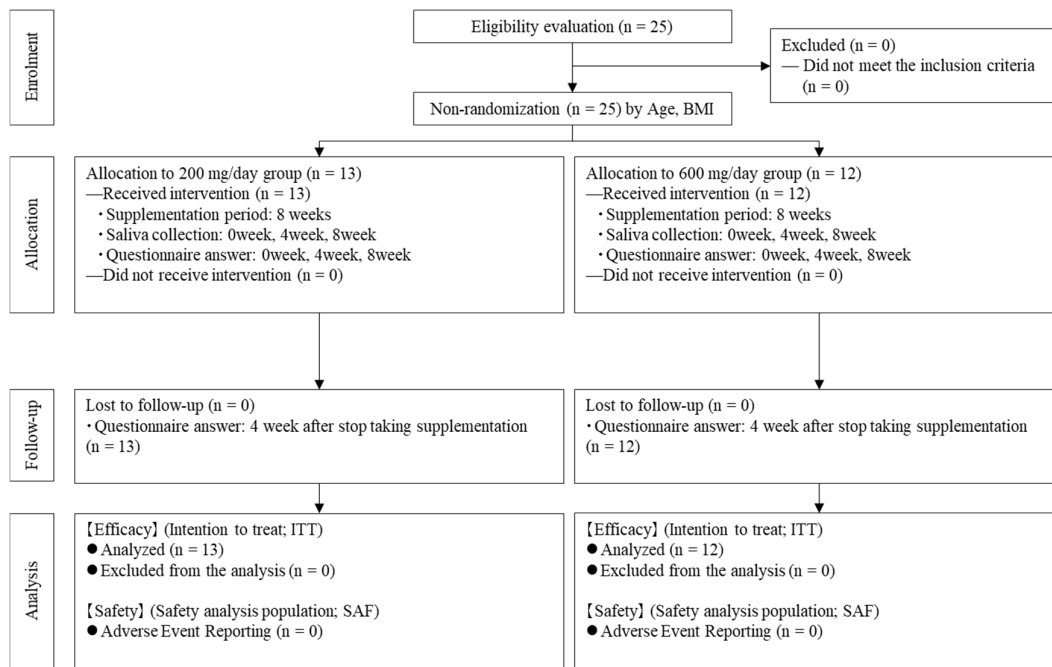 Enrolment
Eligibility evaluation (n = 25)
Excluded (n = 0)
— Did not meet the inclusion criteria
(n = 0)
Non-randomization (n = 25) by Age, BMI
Allocation
Allocation to 200 mg/day group (n = 13)
—Received intervention (n = 13)
・Supplementation period: 8 weeks
・Saliva collection: 0week, 4week, 8week
・Questionnaire answer: 0week, 4week, 8week
—Did not receive intervention (n = 0)
Allocation to 600 mg/day group (n = 12)
—Received intervention (n = 12)
・Supplementation period: 8 weeks
・Saliva collection: 0week, 4week, 8week
・Questionnaire answer: 0week, 4week, 8week
—Did not receive intervention (n = 0)
Follow-up
Lost to follow-up (n = 0)
・Questionnaire answer: 4 week after stop taking supplementation
(n = 13)
Lost to follow-up (n = 0)
・Questionnaire answer: 4 week after stop taking supplementation
(n = 12)
Analysis
【Efficacy】 (Intention to treat; ITT)
● Analyzed (n = 13)
● Excluded from the analysis (n = 0)
【Safety】 (Safety analysis population; SAF)
● Adverse Event Reporting (n = 0)
【Efficacy】 (Intention to treat; ITT)
● Analyzed (n = 12)
● Excluded from the analysis (n = 0)
【Safety】 (Safety analysis population; SAF)
● Adverse Event Reporting (n = 0)